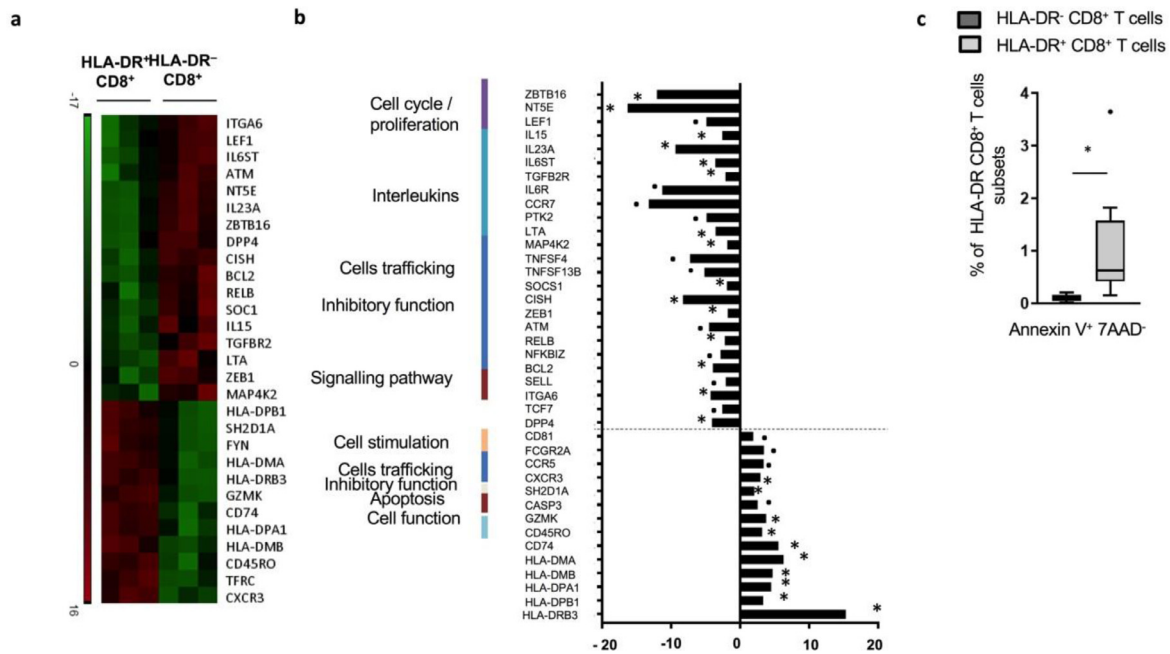 a
HLA-DR⁺HLA-DR⁻
CD8⁺ CD8⁺
-17
0
16
ITGA6
LEF1
IL6ST
ATM
NT5E
IL23A
ZBTB16
DPP4
CISH
BCL2
RELB
SOC1
IL15
TGFBR2
LTA
ZEB1
MAP4K2
HLA-DPB1
SH2D1A
FYN
HLA-DMA
HLA-DRB3
GZMK
CD74
HLA-DPA1
HLA-DMB
CD45RO
TFRC
CXCR3
b
Cell cycle /
proliferation
Interleukins
Cells trafficking
Inhibitory function
Signalling pathway
Cell stimulation
Cells trafficking
Inhibitory function
Apoptosis
Cell function
ZBTB16 *
NT5E *
LEF1 •
IL15 *
IL23A *
IL6ST *
TGFB2R *
IL6R •
CCR7 •
PTK2 •
LTA *
MAP4K2 *
TNFSF4 •
TNFSF13B •
SOCS1 *
CISH *
ZEB1 *
ATM •
RELB *
NFKBIZ •
BCL2 *
SELL •
ITGA6 *
TCF7 •
DPP4 *
CD81 •
FCGR2A •
CCR5 •
CXCR3 *
SH2D1A *
CASP3 •
GZMK *
CD45RO *
CD74 *
HLA-DMA *
HLA-DMB *
HLA-DPA1 *
HLA-DPB1 *
HLA-DRB3 *
- 20 -10 0 10 20
c
HLA-DR⁻ CD8⁺ T cells
HLA-DR⁺ CD8⁺ T cells
% of HLA-DR CD8⁺ T cells
subsets
4
3
2
1
0
*
Annexin V⁺ 7AAD⁻